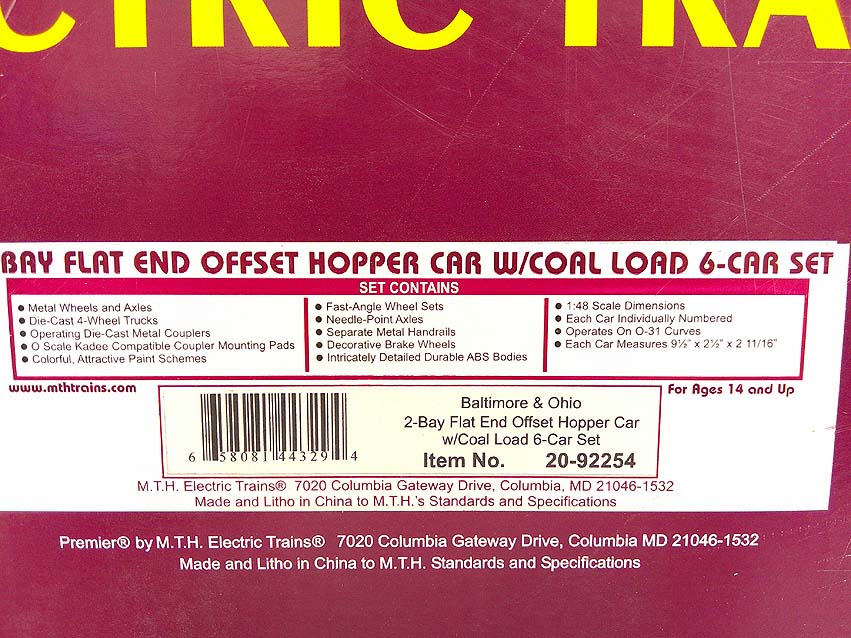 CTRIC TRA
BAY FLAT END OFFSET HOPPER CAR W/COAL LOAD 6-CAR SET
SET CONTAINS
● Metal Wheels and Axles
● Die-Cast 4-Wheel Trucks
● Operating Die-Cast Metal Couplers
● O Scale Kadee Compatible Coupler Mounting Pads
● Colorful, Attractive Paint Schemes
● Fast-Angle Wheel Sets
● Needle-Point Axles
● Separate Metal Handrails
● Decorative Brake Wheels
● Intricately Detailed Durable ABS Bodies
● 1:48 Scale Dimensions
● Each Car Individually Numbered
● Operates On O-31 Curves
● Each Car Measures 9½" x 2½" x 2 11/16"
www.mthtrains.com
For Ages 14 and Up
6 58081 44329 4
Baltimore & Ohio
2-Bay Flat End Offset Hopper Car
w/Coal Load 6-Car Set
Item No. 20-92254
M.T.H. Electric Trains® 7020 Columbia Gateway Drive, Columbia, MD 21046-1532
Made and Litho in China to M.T.H.'s Standards and Specifications
Premier® by M.T.H. Electric Trains® 7020 Columbia Gateway Drive, Columbia MD 21046-1532
Made and Litho in China to M.T.H. Standards and Specifications